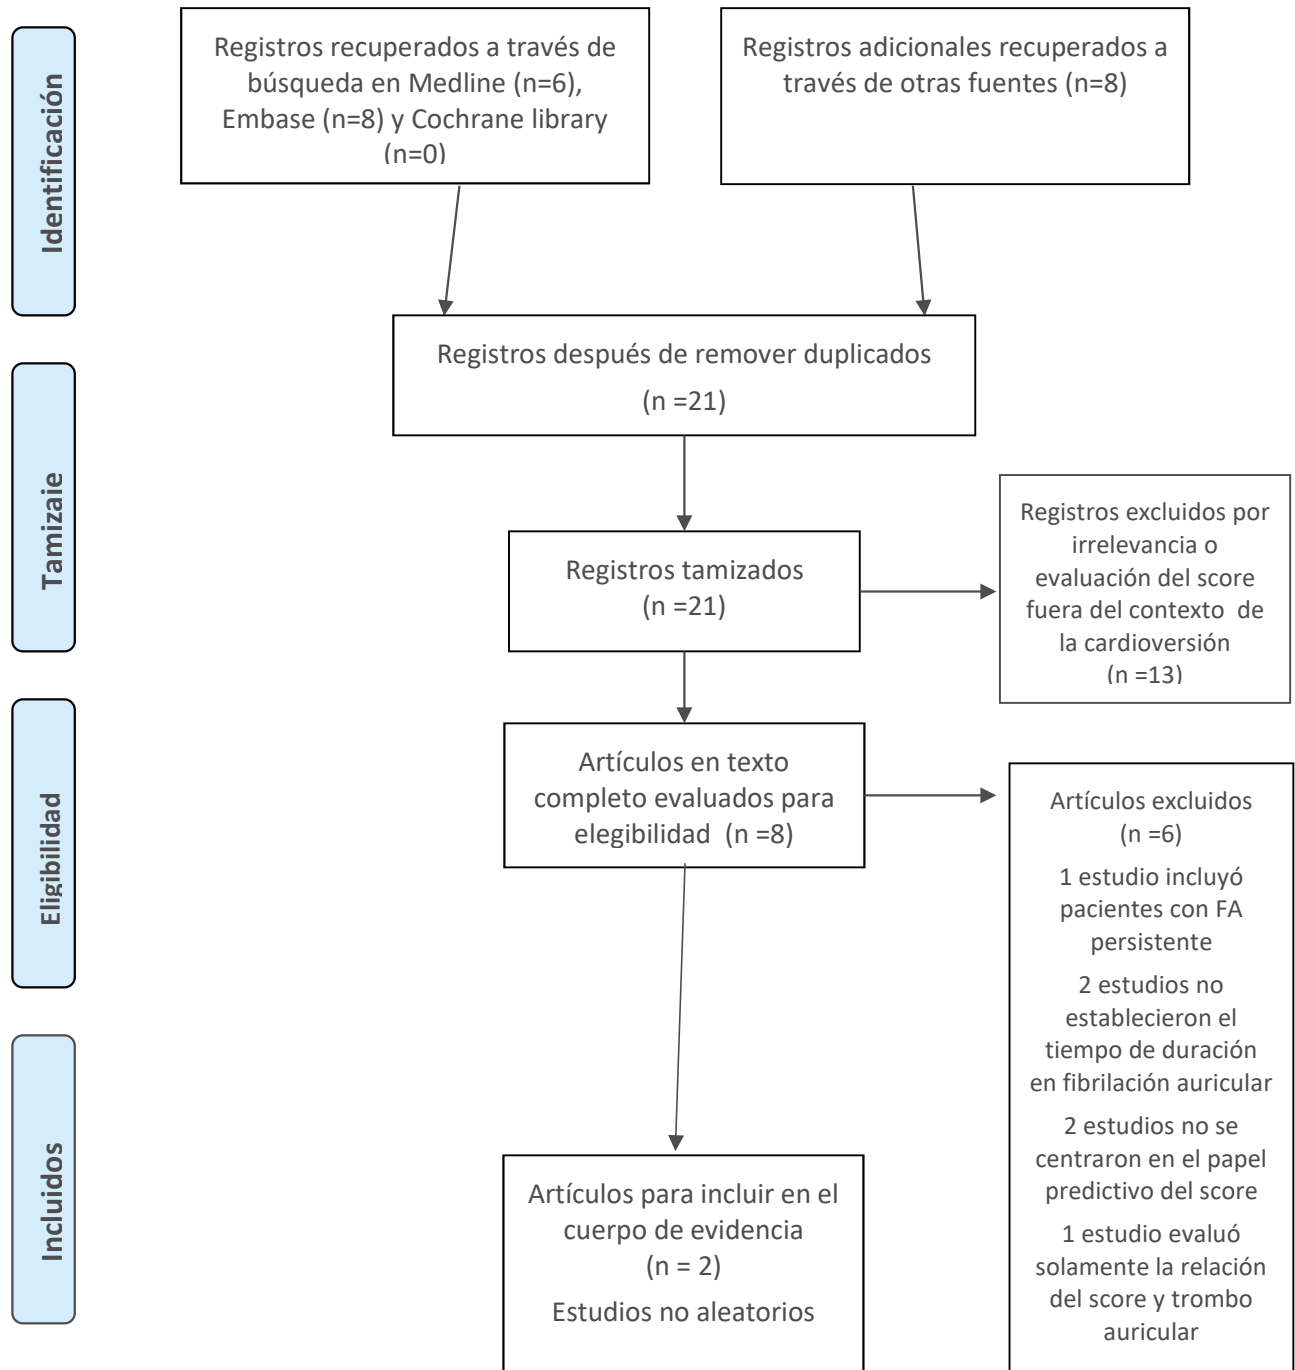 Identificación
Registros recuperados a través de
búsqueda en Medline (n=6),
Embase (n=8) y Cochrane library
(n=0)
Registros adicionales recuperados a
través de otras fuentes (n=8)
Registros después de remover duplicados
(n =21)
Tamizaje
Registros tamizados
(n =21)
Registros excluidos por
irrelevancia o
evaluación del score
fuera del contexto de
la cardioversión
(n =13)
Eligibilidad
Artículos en texto
completo evaluados para
elegibilidad (n =8)
Artículos excluidos
(n =6)
1 estudio incluyó
pacientes con FA
persistente
2 estudios no
establecieron el
tiempo de duración
en fibrilación auricular
2 estudios no se
centraron en el papel
predictivo del score
1 estudio evaluó
solamente la relación
del score y trombo
auricular
Incluidos
Artículos para incluir en el
cuerpo de evidencia
(n = 2)
Estudios no aleatorios